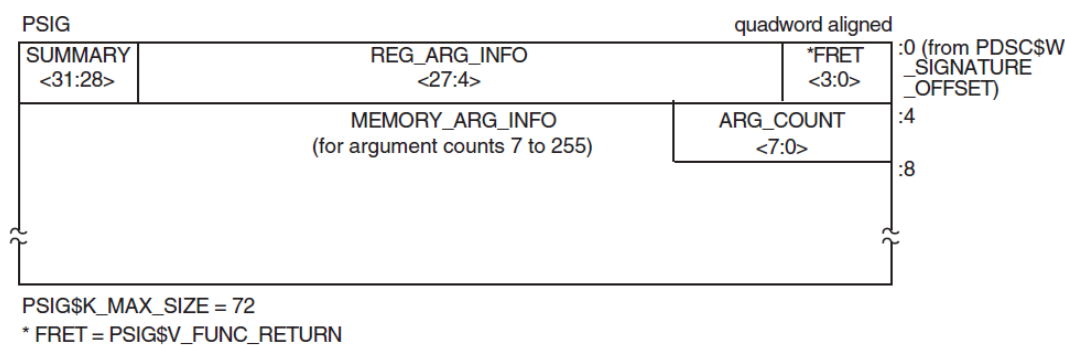 PSIG quadword aligned
SUMMARY REG_ARG_INFO *FRET :0 (from PDSC$W
<31:28> <27:4> <3:0> _SIGNATURE
_OFFSET)
MEMORY_ARG_INFO ARG_COUNT :4
(for argument counts 7 to 255) <7:0>
:8
PSIG$K_MAX_SIZE = 72
* FRET = PSIG$V_FUNC_RETURN